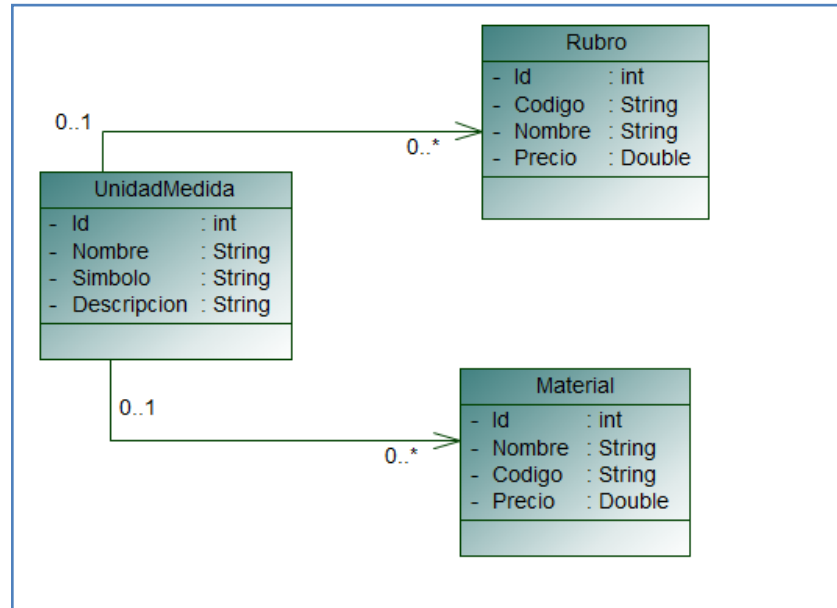 Rubro
- Id : int
- Codigo : String
- Nombre : String
- Precio : Double
0..1
0..*
UnidadMedida
- Id : int
- Nombre : String
- Simbolo : String
- Descripcion : String
0..1
0..*
Material
- Id : int
- Nombre : String
- Codigo : String
- Precio : Double